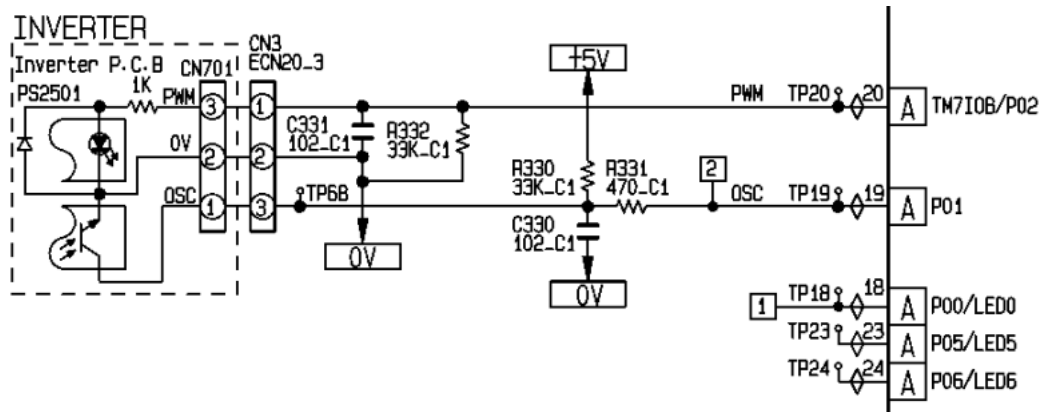 INVERTER
Inverter P.C.B
CN701
CN3
ECN20_3
PS2501
1K
PWM
3
1
0V
2
2
OSC
1
3
TP6B
C331
102_C1
R332
33K_C1
0V
+5V
R330
33K_C1
R331
470_C1
C330
102_C1
0V
2
PWM
TP20
20
A
TM7IOB/P02
OSC
TP19
19
A
P01
1
TP18
18
A
P00/LED0
TP23
23
A
P05/LED5
TP24
24
A
P06/LED6